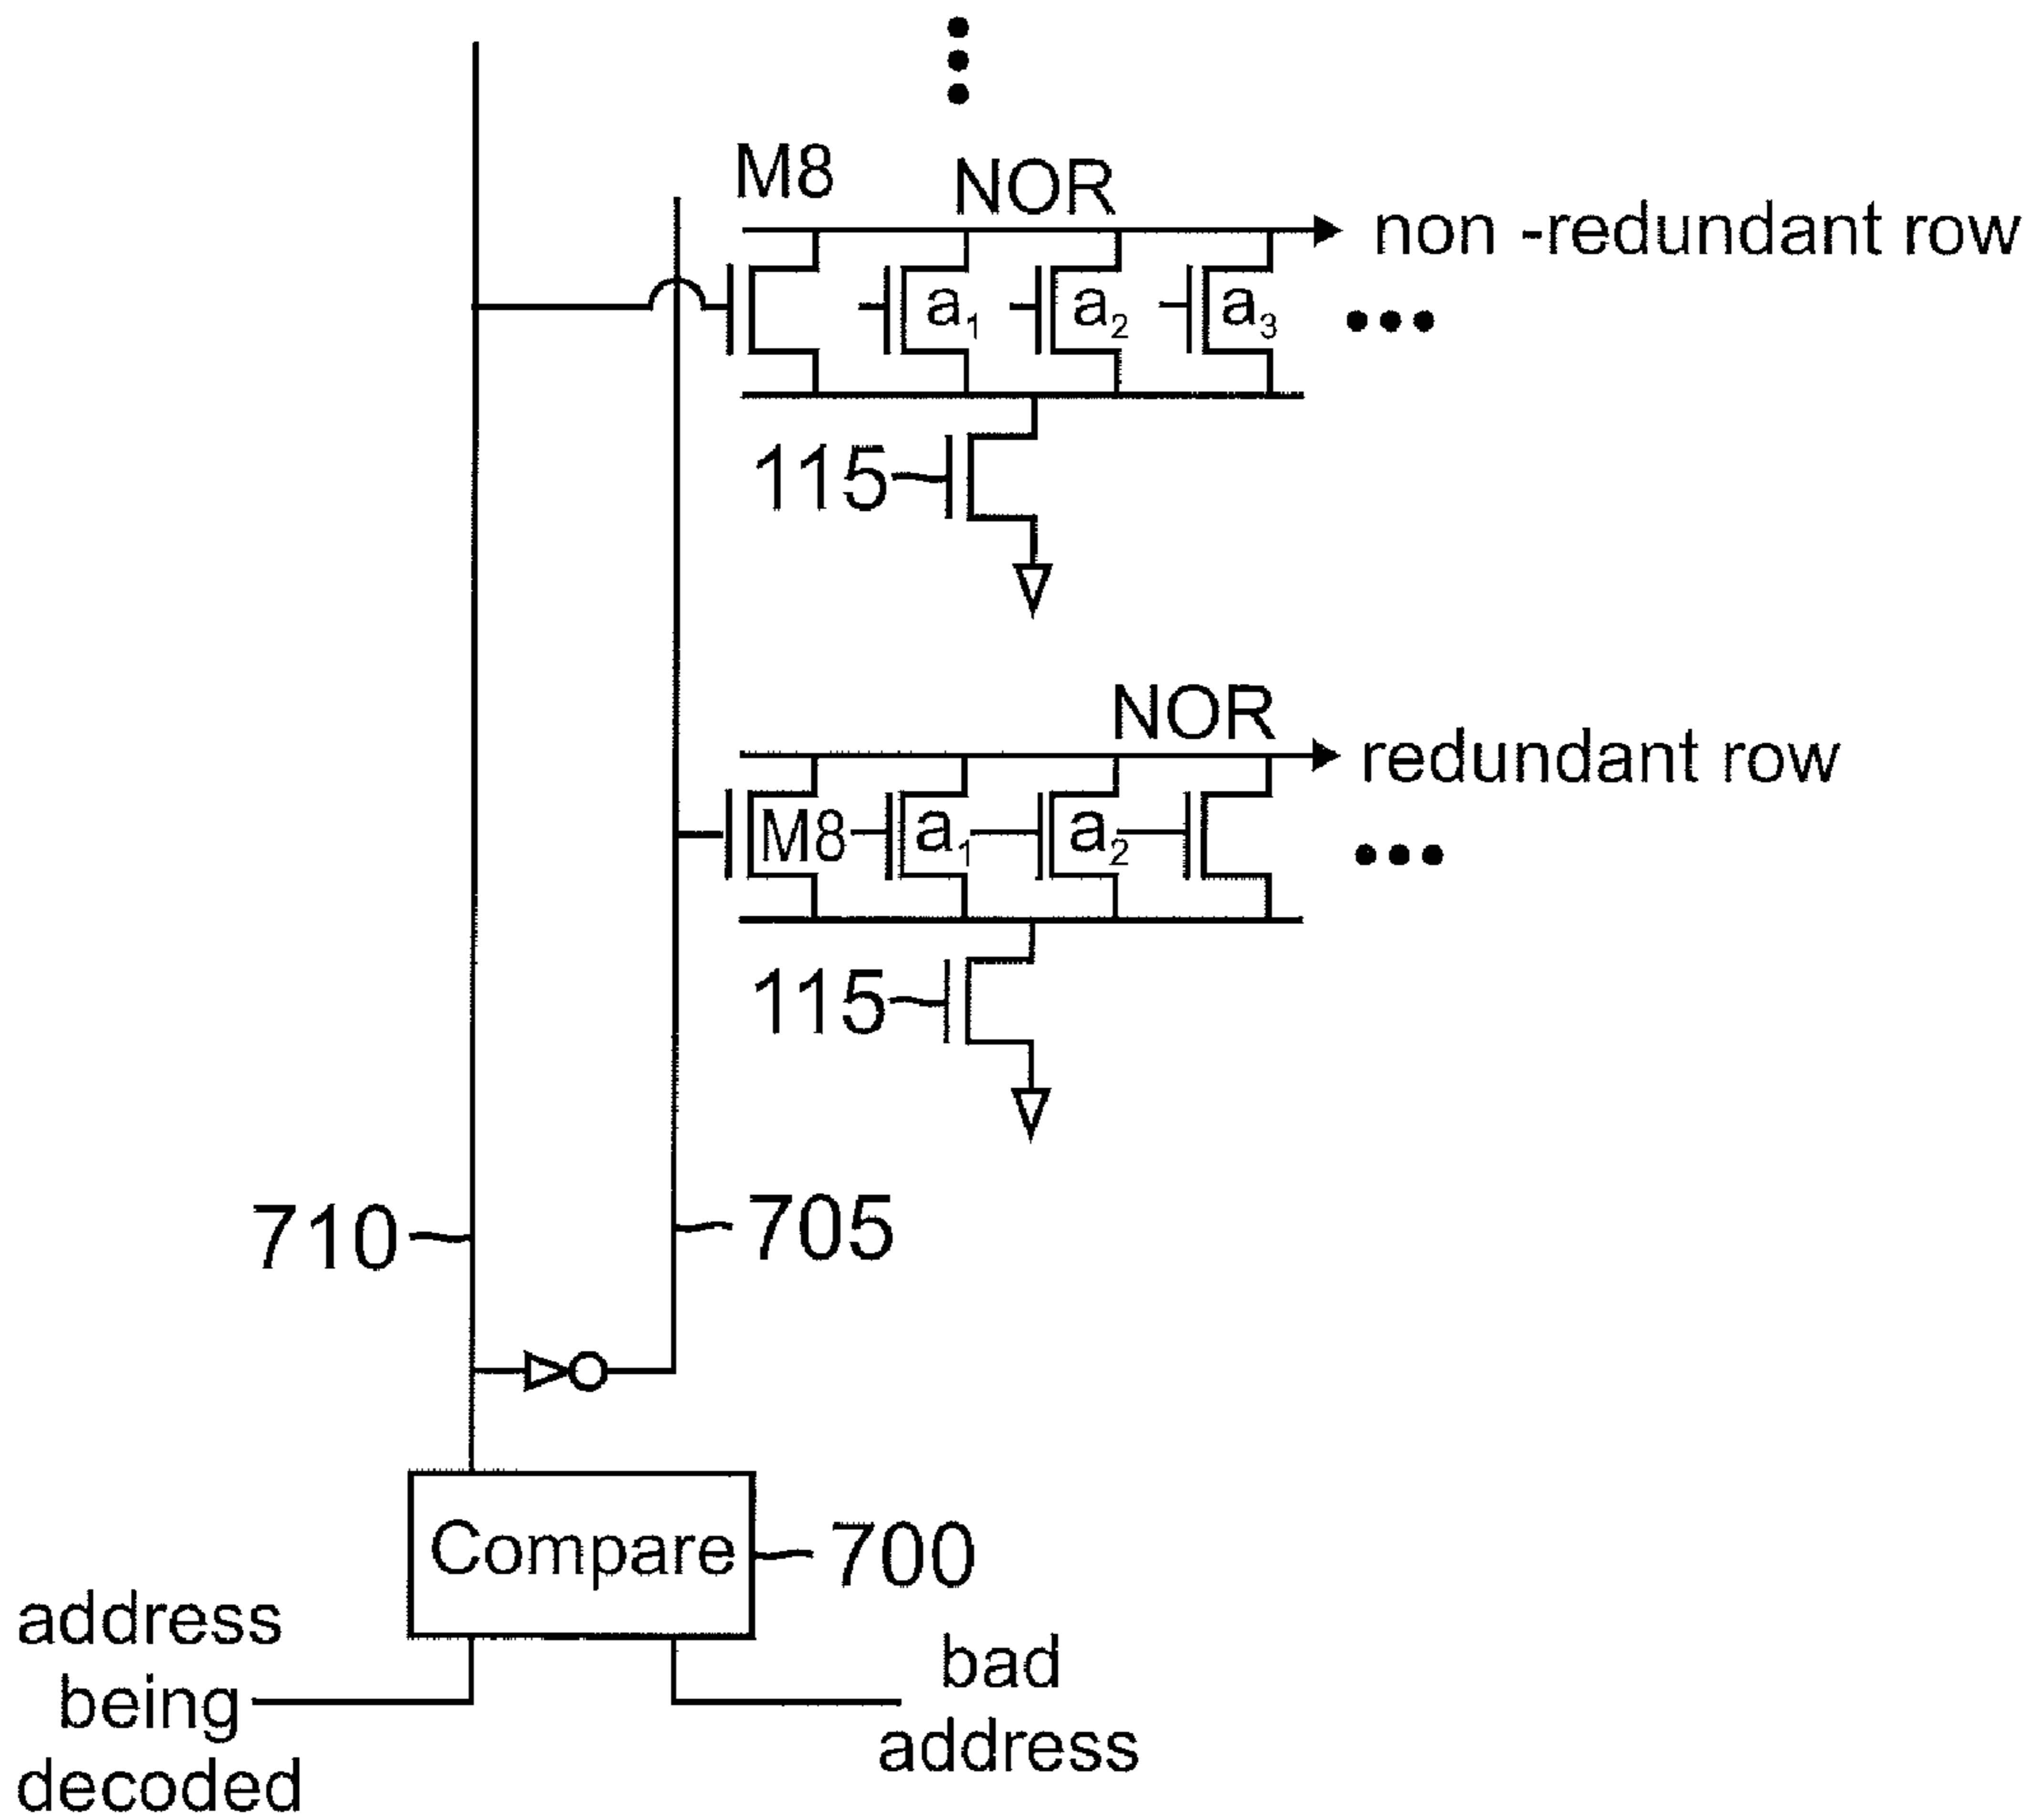 M8
NOR
non -redundant row
a1
a2
a3
115
NOR
redundant row
M8
a1
a2
115
710
705
Compare
700
address
being
decoded
bad
address